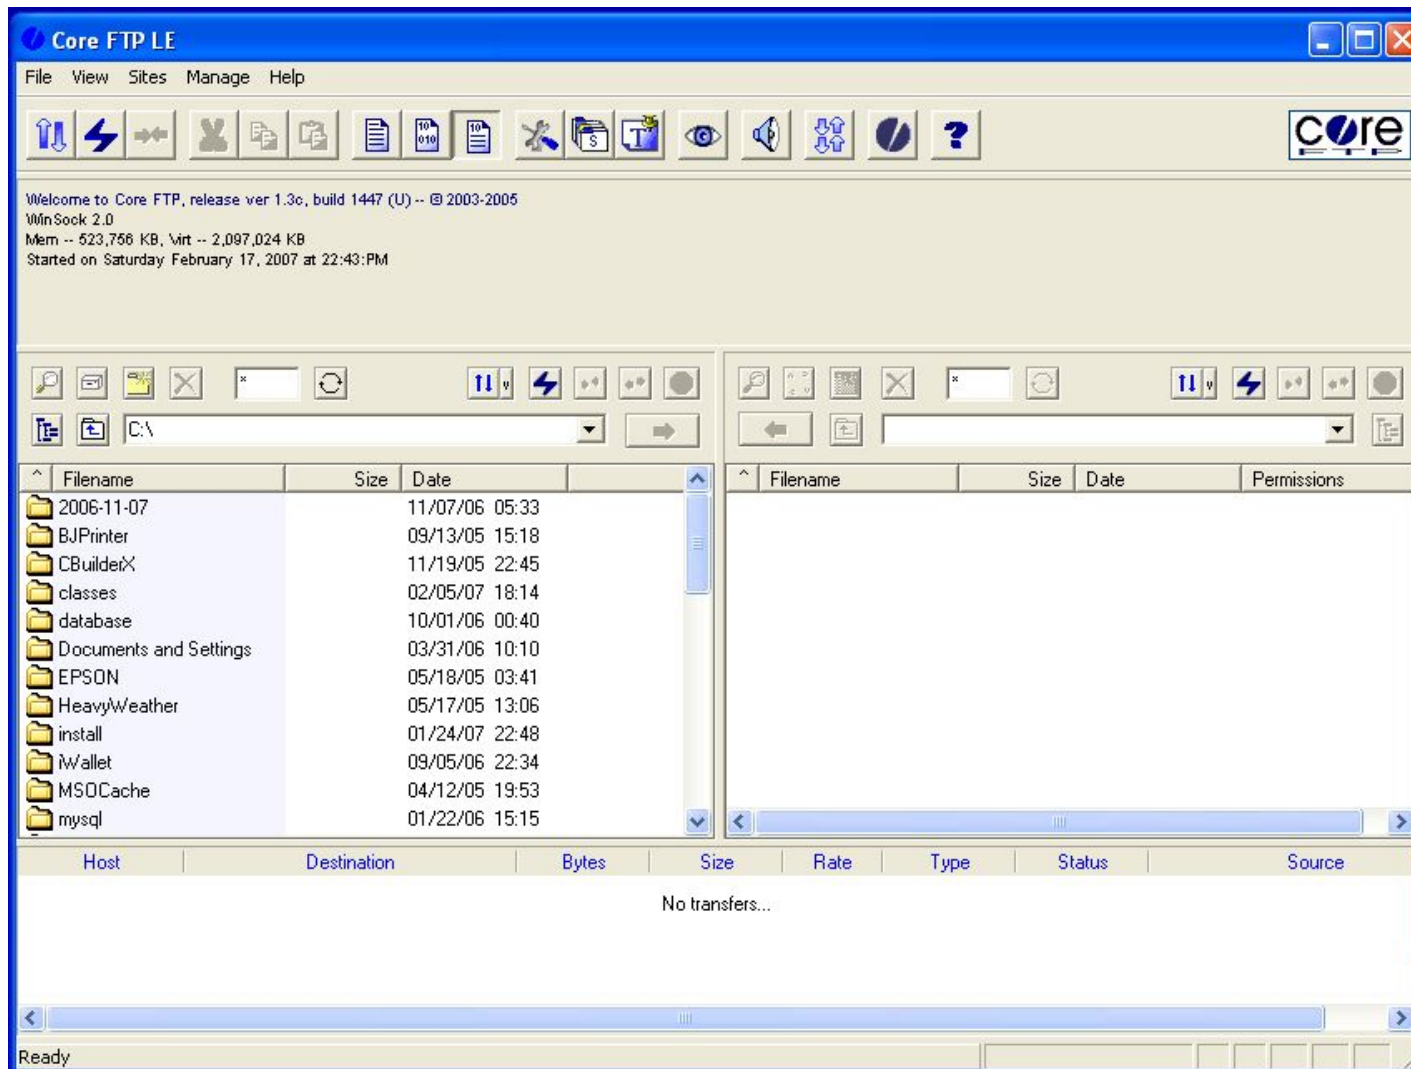 Core FTP LE
File View Sites Manage Help
core
FTP
Welcome to Core FTP, release ver 1.3c, build 1447 (U) -- © 2003-2005
WinSock 2.0
Mem -- 523,756 KB, Virt -- 2,097,024 KB
Started on Saturday February 17, 2007 at 22:43:PM
* *
C:\
^ Filename Size Date ^ Filename Size Date Permissions
2006-11-07 11/07/06 05:33
BJPrinter 09/13/05 15:18
CBuilderX 11/19/05 22:45
classes 02/05/07 18:14
database 10/01/06 00:40
Documents and Settings 03/31/06 10:10
EPSON 05/18/05 03:41
HeavyWeather 05/17/05 13:06
install 01/24/07 22:48
iWallet 09/05/06 22:34
MSOCache 04/12/05 19:53
mysql 01/22/06 15:15
Host Destination Bytes Size Rate Type Status Source
No transfers...
Ready